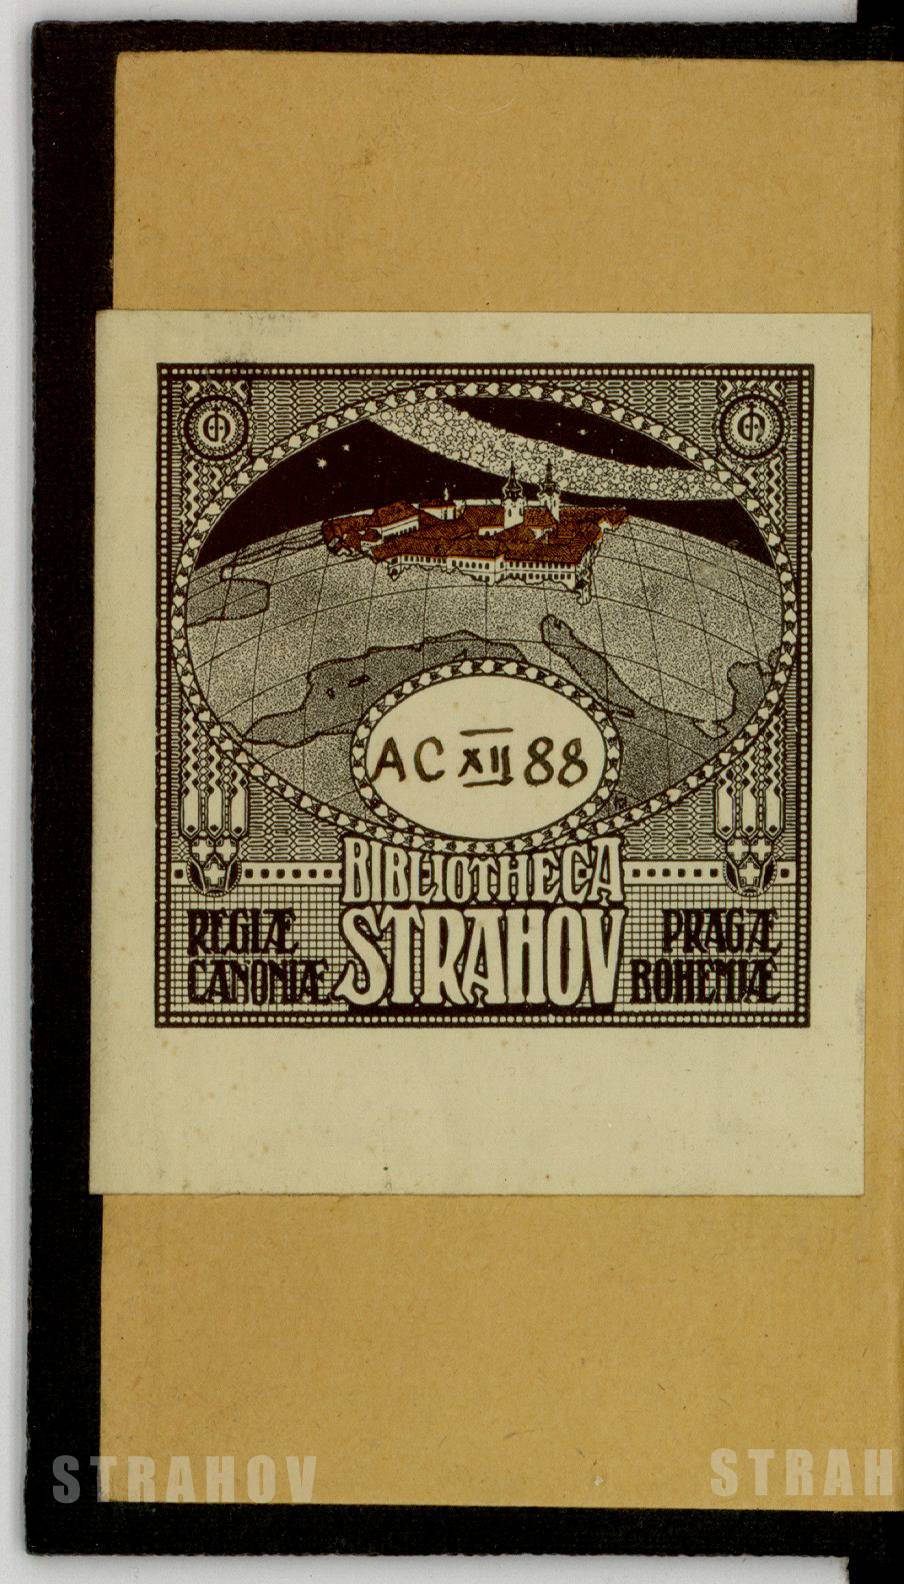 AC XII 88
BIBLIOTHECA
STRAHOV
REGIÆ
CANONIÆ
PRAGÆ
BOHEMIÆ
STRAHOV
STRAH